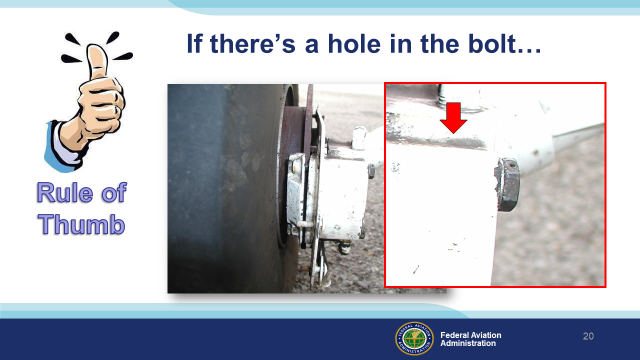 If there's a hole in the bolt…
Rule of
Thumb
Federal Aviation
Administration
20